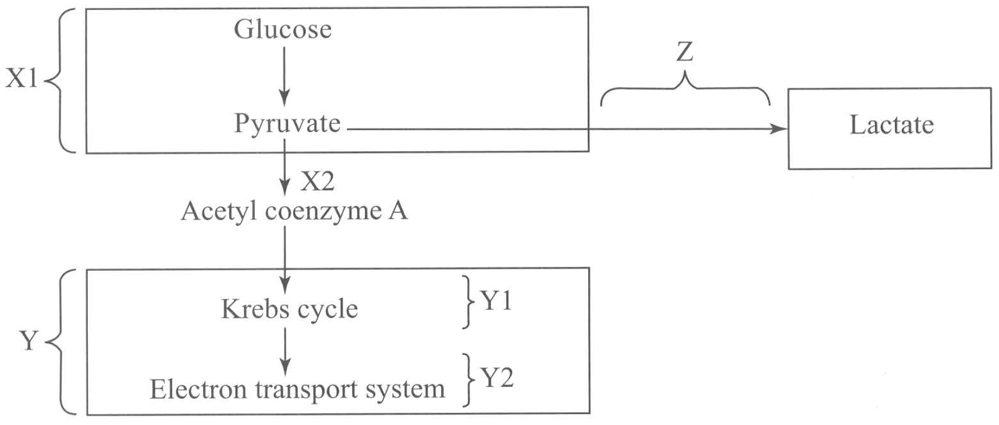 Glucose
X1
Z
Pyruvate
Lactate
X2
Acetyl coenzyme A
Y
Krebs cycle
Y1
Electron transport system
Y2